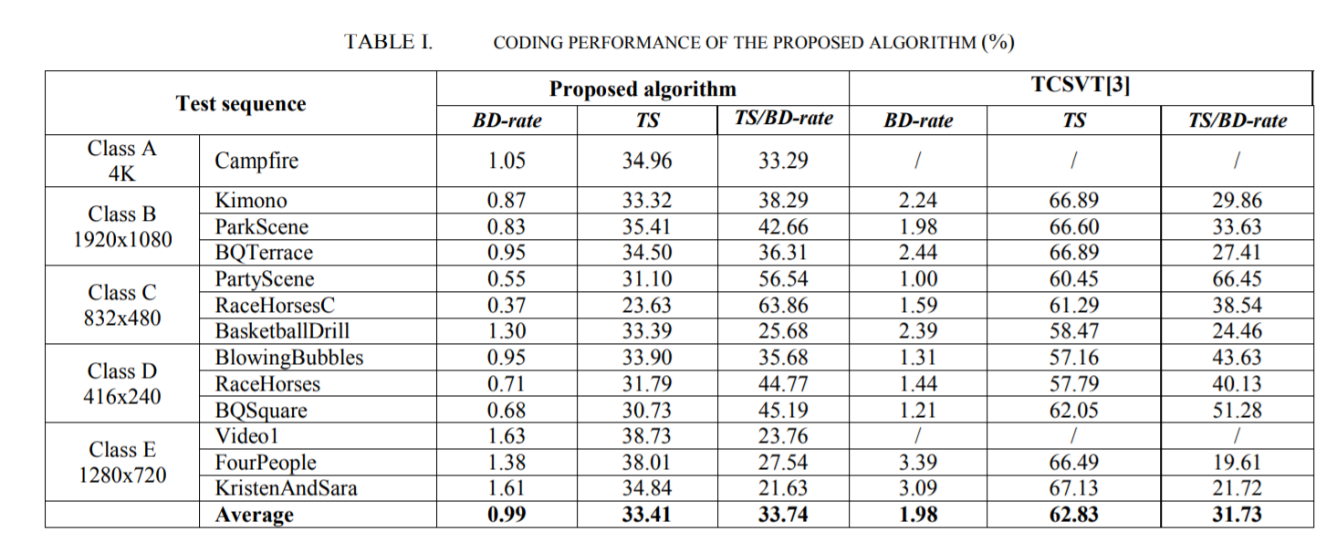 TABLE I. CODING PERFORMANCE OF THE PROPOSED ALGORITHM (%)
Test sequence Proposed algorithm TCSVT[3]
BD-rate TS TS/BD-rate BD-rate TS TS/BD-rate
Class A 4K Campfire 1.05 34.96 33.29 / / /
Class B 1920x1080 Kimono 0.87 33.32 38.29 2.24 66.89 29.86
ParkScene 0.83 35.41 42.66 1.98 66.60 33.63
BQTerrace 0.95 34.50 36.31 2.44 66.89 27.41
Class C 832x480 PartyScene 0.55 31.10 56.54 1.00 60.45 66.45
RaceHorsesC 0.37 23.63 63.86 1.59 61.29 38.54
BasketballDrill 1.30 33.39 25.68 2.39 58.47 24.46
Class D 416x240 BlowingBubbles 0.95 33.90 35.68 1.31 57.16 43.63
RaceHorses 0.71 31.79 44.77 1.44 57.79 40.13
BQSquare 0.68 30.73 45.19 1.21 62.05 51.28
Class E 1280x720 Video1 1.63 38.73 23.76 / / /
FourPeople 1.38 38.01 27.54 3.39 66.49 19.61
KristenAndSara 1.61 34.84 21.63 3.09 67.13 21.72
Average 0.99 33.41 33.74 1.98 62.83 31.73